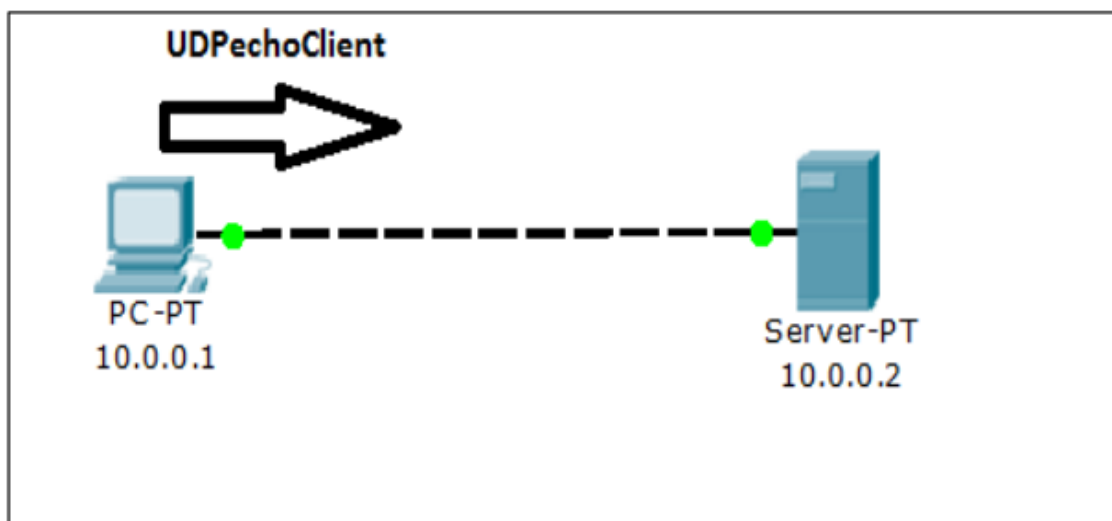 UDPechoClient
PC-PT
10.0.0.1
Server-PT
10.0.0.2